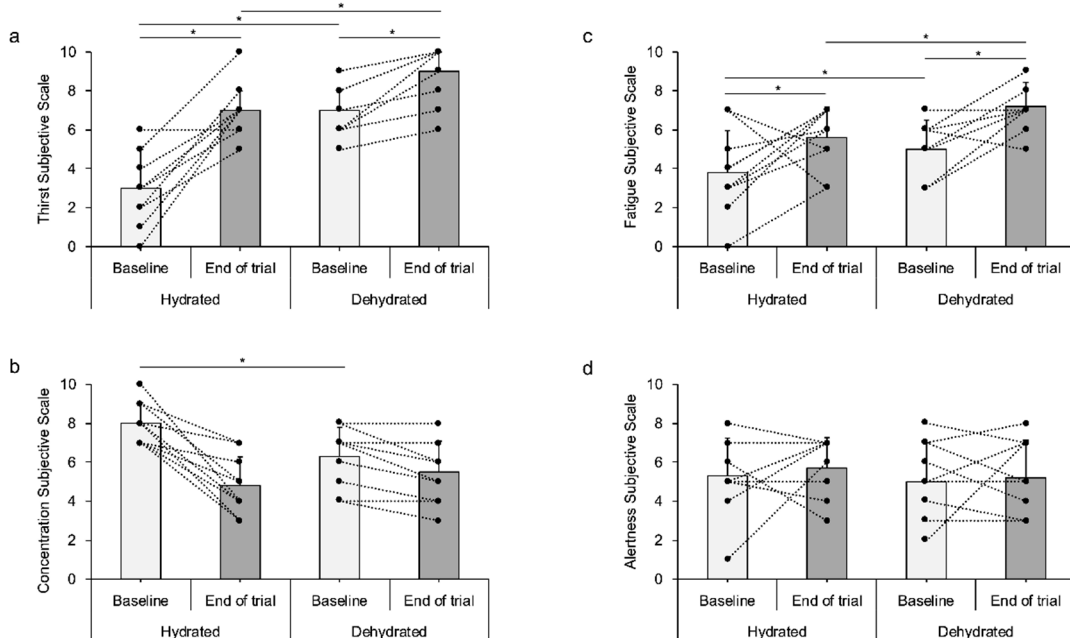 a
*
*
*
*
Thirst Subjective Scale
10
8
6
4
2
0
Baseline
End of trial
Baseline
End of trial
Hydrated
Dehydrated
c
*
*
*
*
Fatigue Subjective Scale
10
8
6
4
2
0
Baseline
End of trial
Baseline
End of trial
Hydrated
Dehydrated
b
*
Concentration Subjective Scale
10
8
6
4
2
0
Baseline
End of trial
Baseline
End of trial
Hydrated
Dehydrated
d
Alertness Subjective Scale
10
8
6
4
2
0
Baseline
End of trial
Baseline
End of trial
Hydrated
Dehydrated